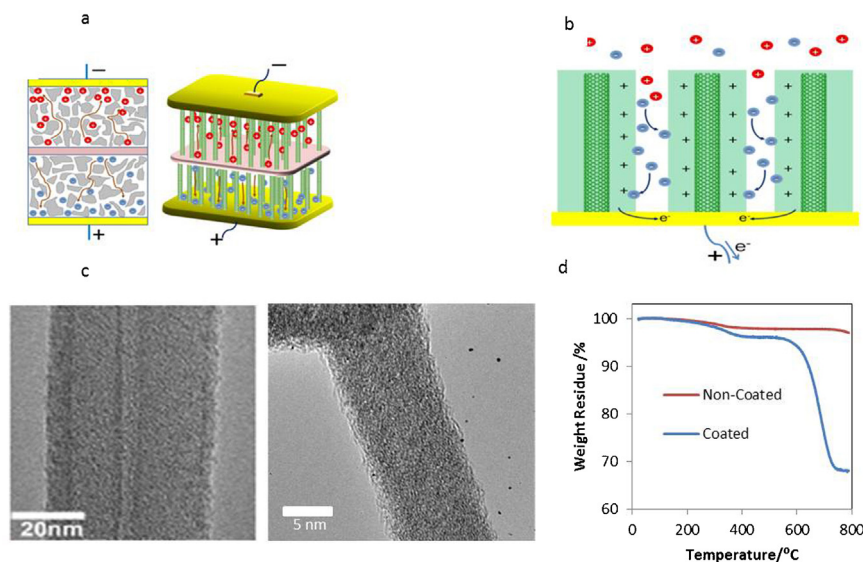 a
−
+
−
+
b
+ + + +
+ + + +
e⁻ e⁻
+ e⁻
c
20nm
5 nm
d
100
90
80
70
60
Weight Residue /%
Non-Coated
Coated
0 200 400 600 800
Temperature/⁰C